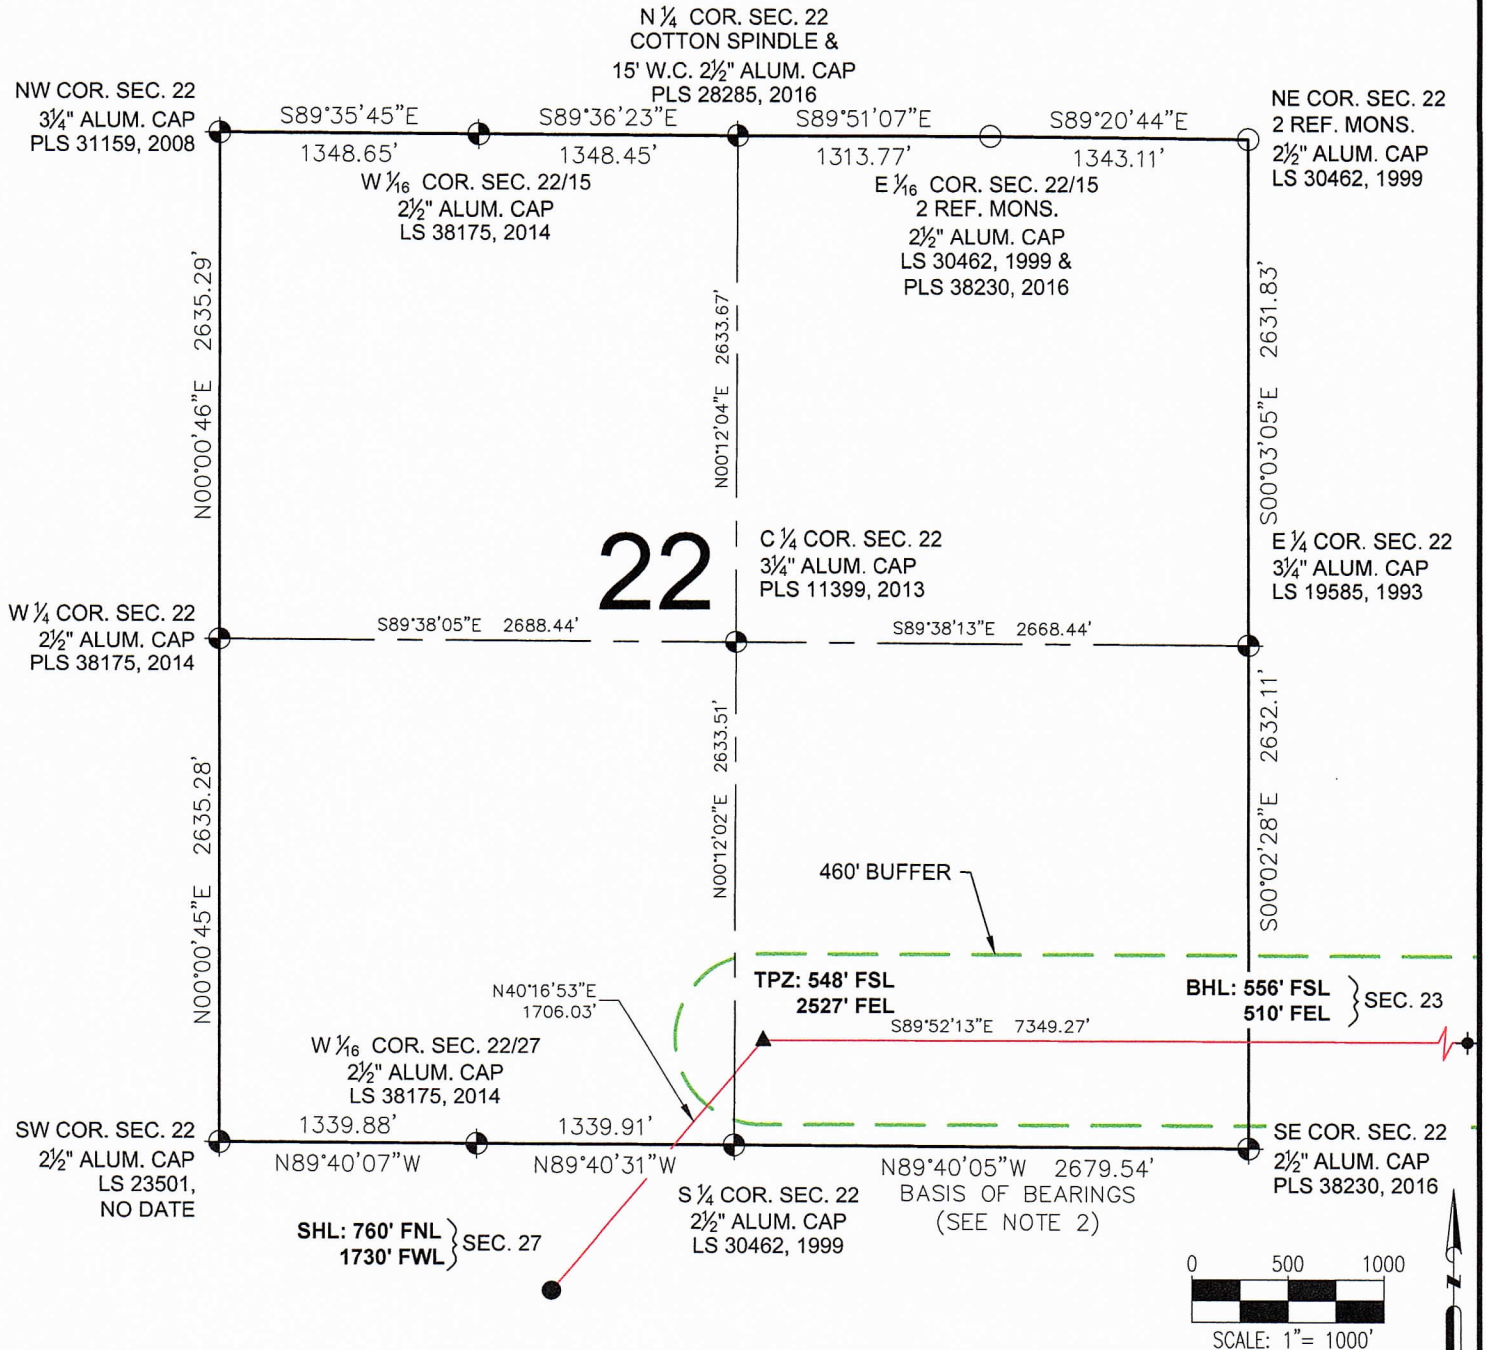 N ¼ COR. SEC. 22
COTTON SPINDLE &
15' W.C. 2½" ALUM. CAP
PLS 28285, 2016
NW COR. SEC. 22
3¼" ALUM. CAP
PLS 31159, 2008
S89°35'45"E
1348.65'
S89°36'23"E
1348.45'
S89°51'07"E
1313.77'
S89°20'44"E
1343.11'
NE COR. SEC. 22
2 REF. MONS.
2½" ALUM. CAP
LS 30462, 1999
W ⅟16 COR. SEC. 22/15
2½" ALUM. CAP
LS 38175, 2014
E ⅟16 COR. SEC. 22/15
2 REF. MONS.
2½" ALUM. CAP
LS 30462, 1999 &
PLS 38230, 2016
N00°00'46"E 2635.29'
N00°12'04"E 2633.67'
S00°03'05"E 2631.83'
22
C ¼ COR. SEC. 22
3¼" ALUM. CAP
PLS 11399, 2013
E ¼ COR. SEC. 22
3¼" ALUM. CAP
LS 19585, 1993
W ¼ COR. SEC. 22
2½" ALUM. CAP
PLS 38175, 2014
S89°38'05"E 2688.44'
S89°38'13"E 2668.44'
N00°00'45"E 2635.28'
N00°12'02"E 2633.51'
S00°02'28"E 2632.11'
460' BUFFER
N40°16'53"E
1706.03'
TPZ: 548' FSL
2527' FEL
BHL: 556' FSL
510' FEL
SEC. 23
S89°52'13"E 7349.27'
W ⅟16 COR. SEC. 22/27
2½" ALUM. CAP
LS 38175, 2014
SW COR. SEC. 22
2½" ALUM. CAP
LS 23501,
NO DATE
1339.88'
N89°40'07"W
1339.91'
N89°40'31"W
N89°40'05"W 2679.54'
BASIS OF BEARINGS
(SEE NOTE 2)
SE COR. SEC. 22
2½" ALUM. CAP
PLS 38230, 2016
S ¼ COR. SEC. 22
2½" ALUM. CAP
LS 30462, 1999
SHL: 760' FNL
1730' FWL
SEC. 27
0 500 1000
SCALE: 1"= 1000'
N